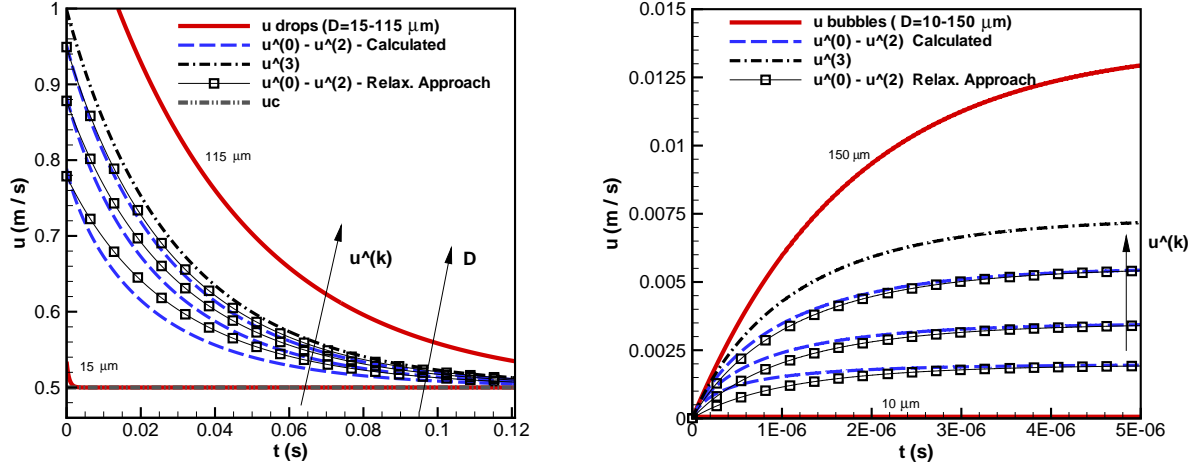 u drops (D=15-115 µm)
u^(0) - u^(2) - Calculated
u^(3)
u^(0) - u^(2) - Relax. Approach
uc
115 µm
15 µm
u^(k)
D
u (m / s)
1
0.9
0.8
0.7
0.6
0.5
0 0.02 0.04 0.06 0.08 0.1 0.12
t (s)
u bubbles ( D=10-150 µm)
u^(0) - u^(2) Calculated
u^(3)
u^(0) - u^(2) Relax. Approach
150 µm
10 µm
u^(k)
u (m / s)
0.015
0.0125
0.01
0.0075
0.005
0.0025
0
0 1E-06 2E-06 3E-06 4E-06 5E-06
t (s)